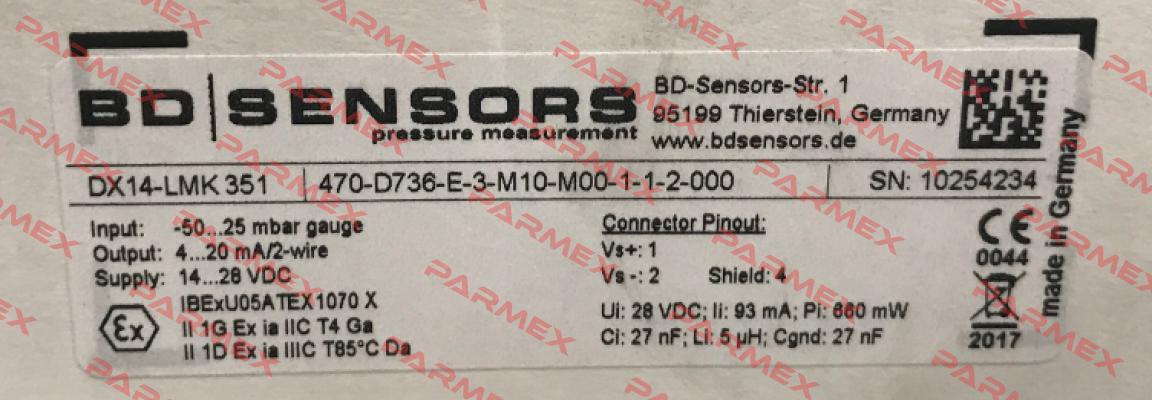 BD|SENSORS
pressure measurement
BD-Sensors-Str. 1
95199 Thierstein, Germany
www.bdsensors.de
DX14-LMK 351 | 470-D736-E-3-M10-M00-1-1-2-000 | SN: 10254234
Input: -50...25 mbar gauge
Output: 4...20 mA/2-wire
Supply: 14...28 VDC
Ex
IBExU05ATEX1070 X
II 1G Ex ia IIC T4 Ga
II 1D Ex ia IIIC T85°C Da
Connector Pinout:
Vs+: 1
Vs -: 2 Shield: 4
Ui: 28 VDC; Ii: 93 mA; Pi: 660 mW
Ci: 27 nF; Li: 5 µH; Cgnd: 27 nF
CE
0044
2017
made in Germany
PARMEX